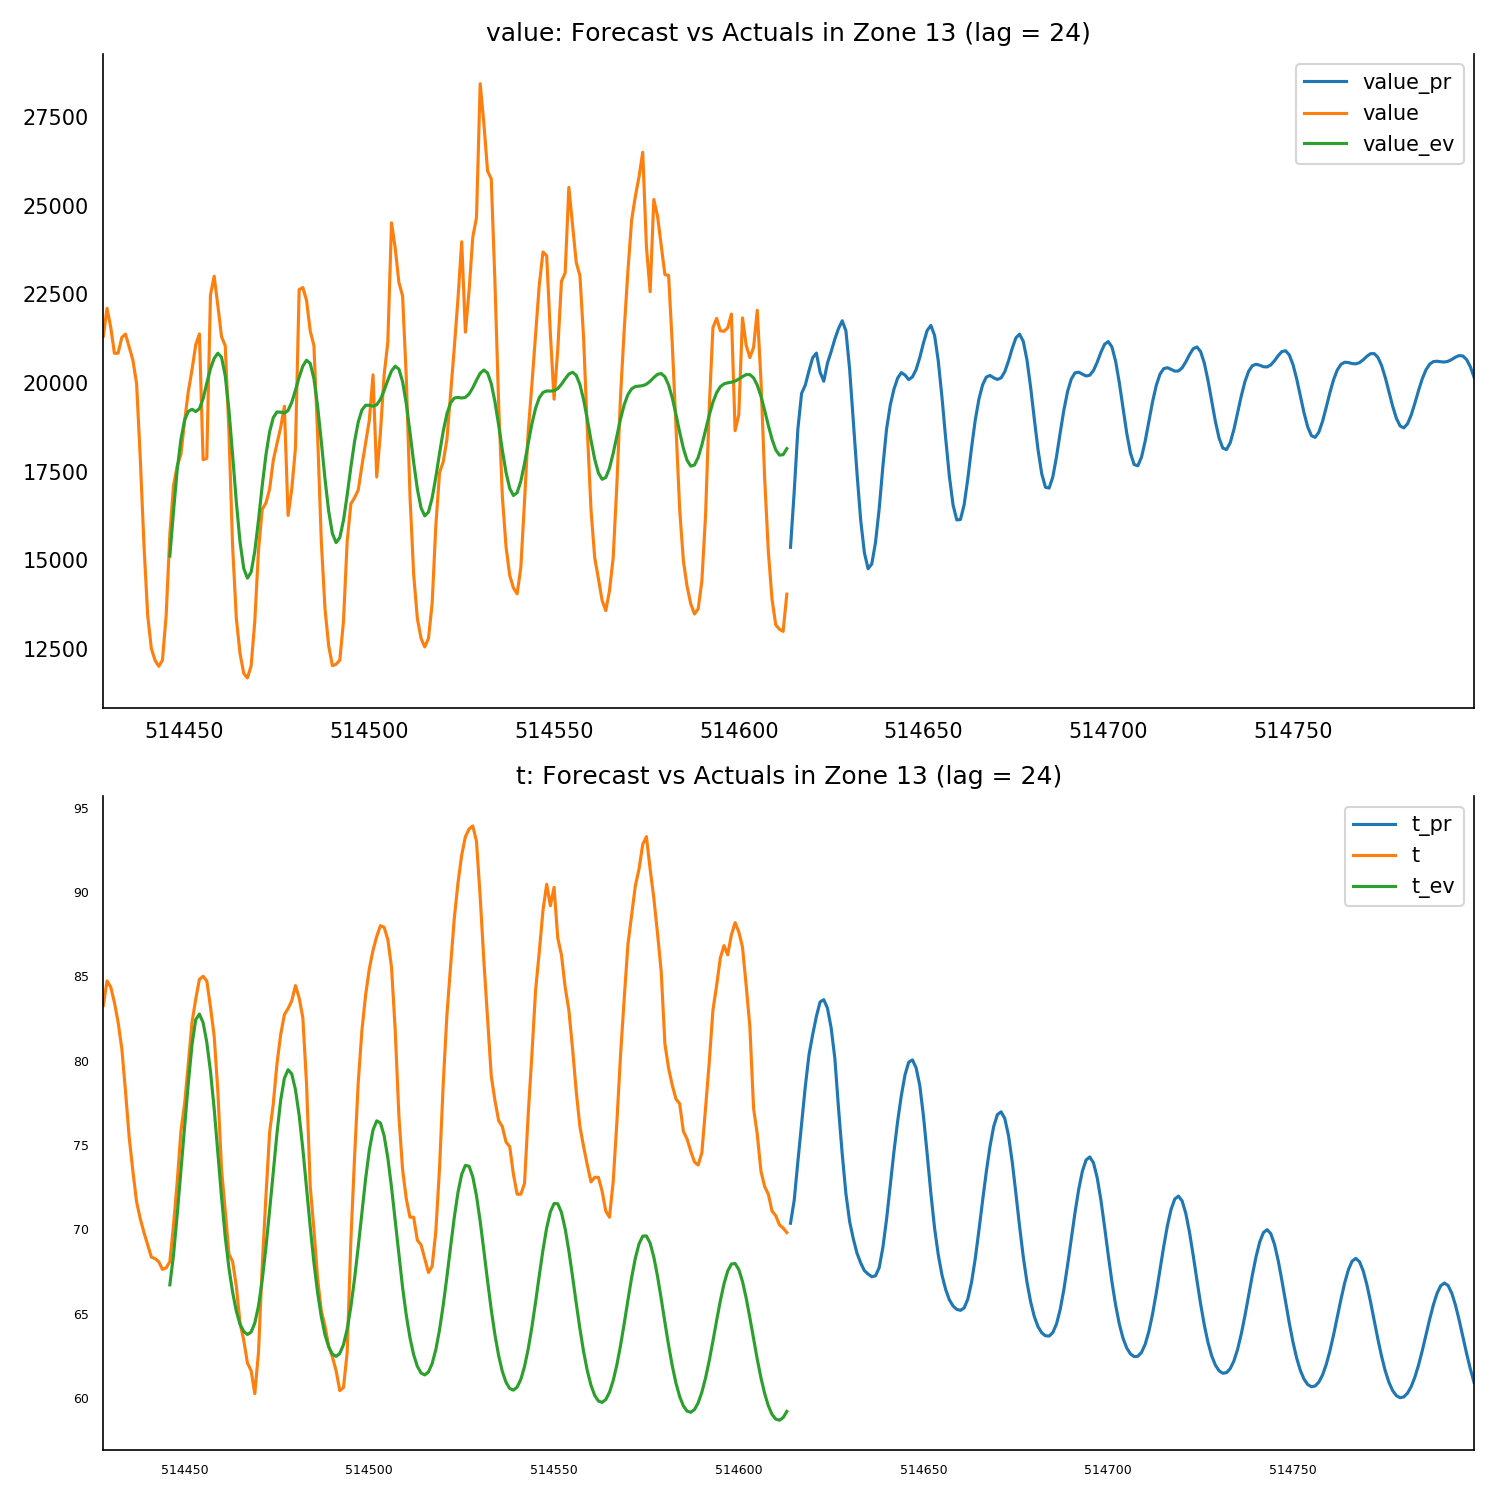 value: Forecast vs Actuals in Zone 13 (lag = 24)
value_pr
value
value_ev
27500
25000
22500
20000
17500
15000
12500
514450 514500 514550 514600 514650 514700 514750
t: Forecast vs Actuals in Zone 13 (lag = 24)
t_pr
t
t_ev
95
90
85
80
75
70
65
60
514450 514500 514550 514600 514650 514700 514750